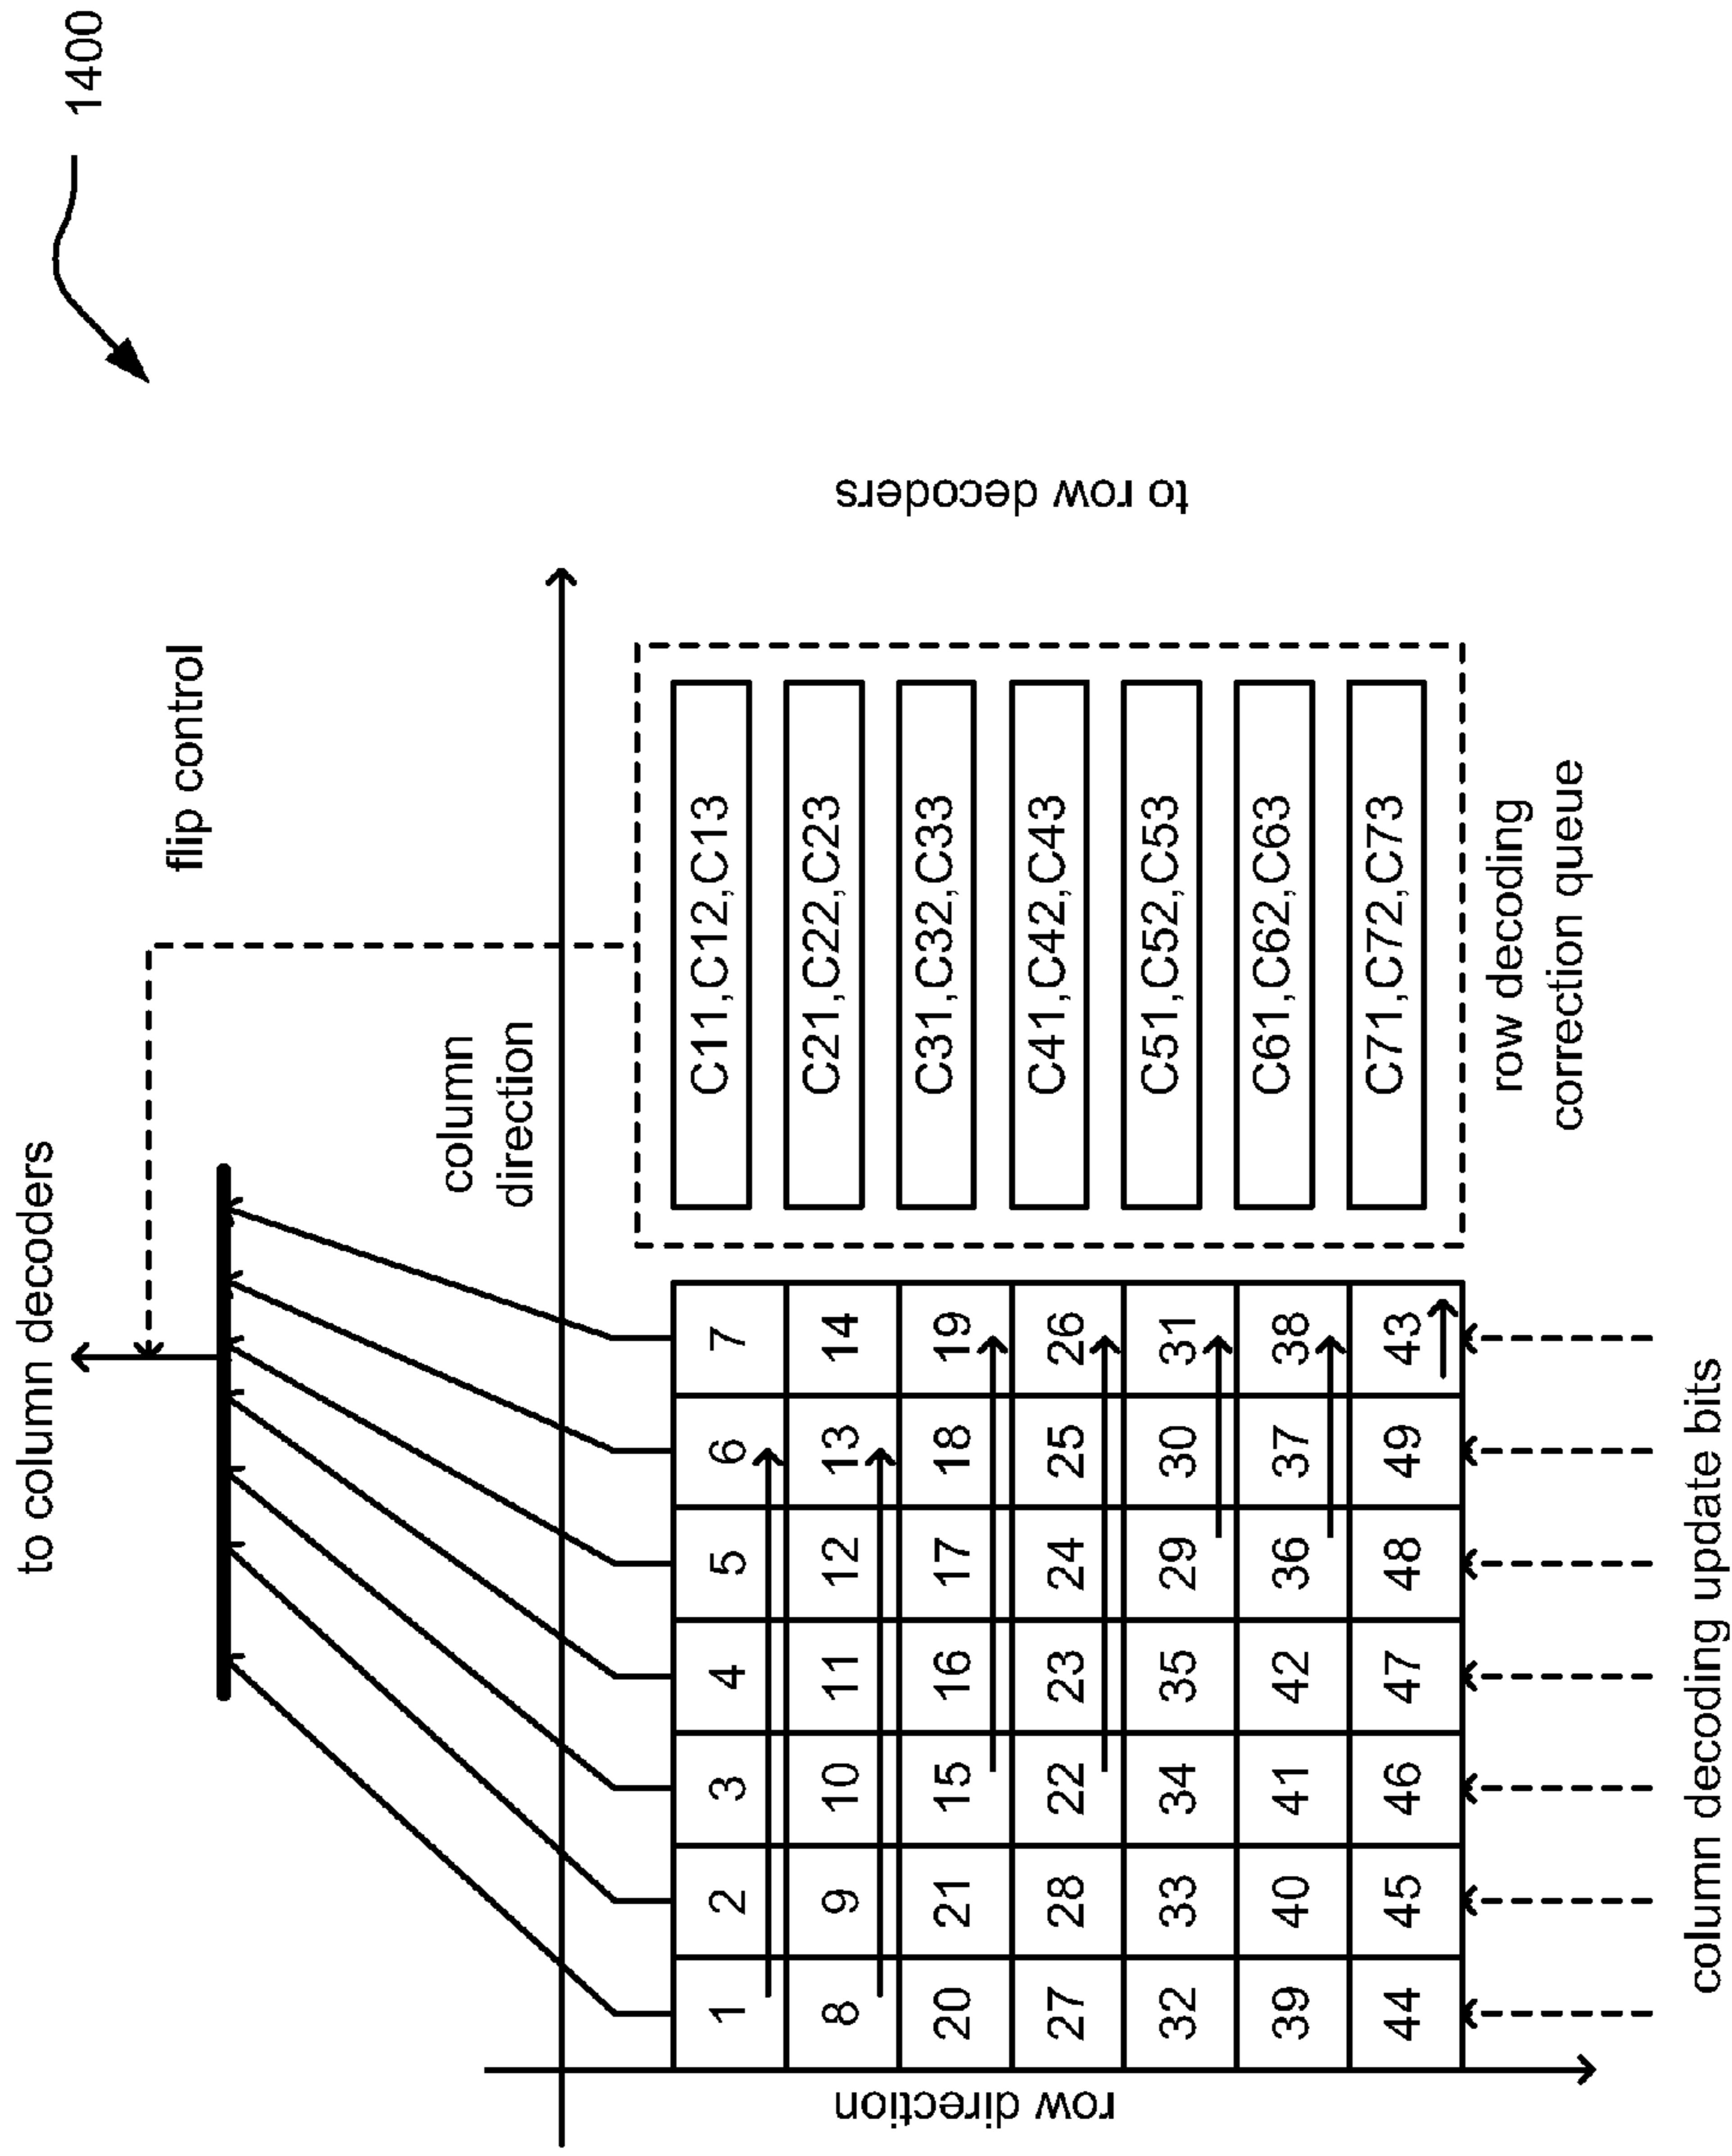 to column decoders
1400
flip control
column
direction
1 2 3 4 5 6 7 C11,C12,C13
8 9 10 11 12 13 14 C21,C22,C23
20 21 15 16 17 18 19 C31,C32,C33
27 28 22 23 24 25 26 C41,C42,C43
32 33 34 35 29 30 31 C51,C52,C53
39 40 41 42 36 37 38 C61,C62,C63
44 45 46 47 48 49 43 C71,C72,C73
row direction
to row decoders
row decoding
correction queue
column decoding update bits